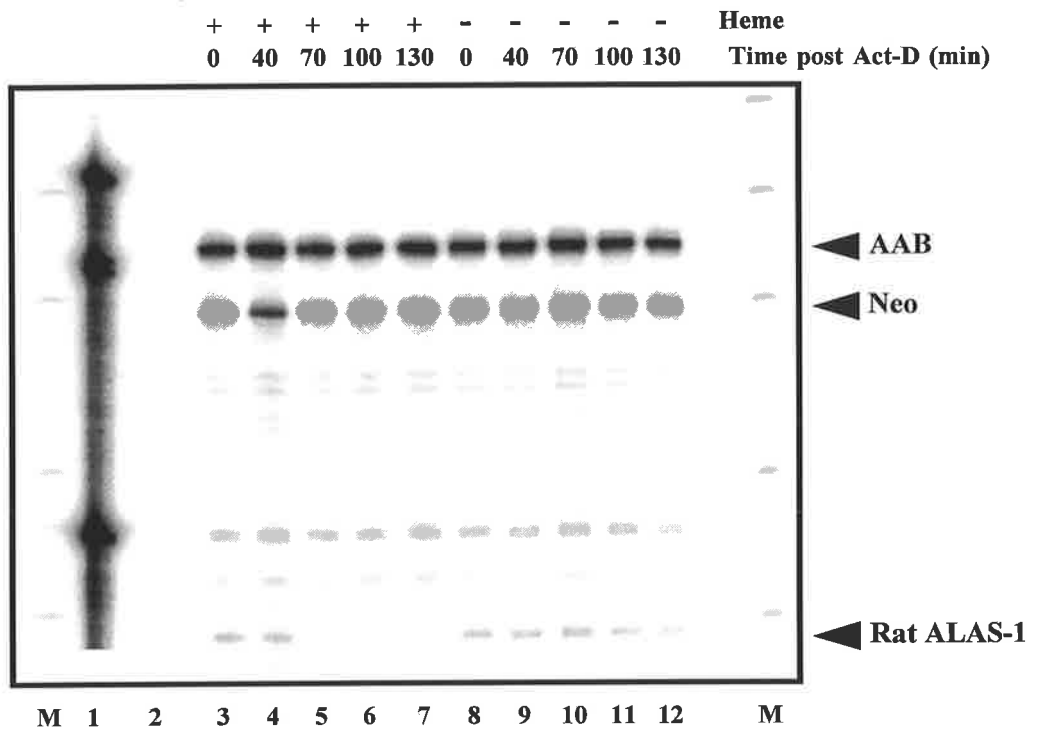 + + + + + - - - - - Heme
0 40 70 100 130 0 40 70 100 130 Time post Act-D (min)
AAB
Neo
Rat ALAS-1
M 1 2 3 4 5 6 7 8 9 10 11 12 M